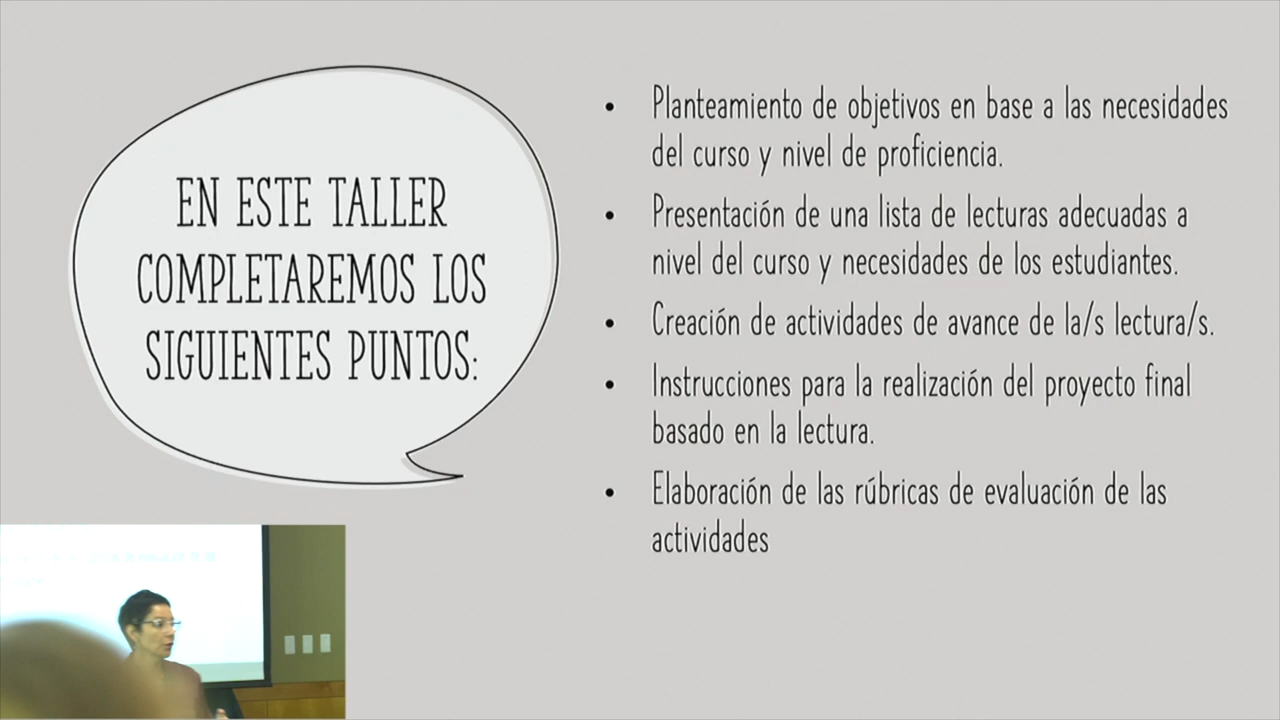 EN ESTE TALLER
COMPLETAREMOS LOS
SIGUIENTES PUNTOS:
• Planteamiento de objetivos en base a las necesidades
del curso y nivel de proficiencia.
• Presentación de una lista de lecturas adecuadas a
nivel del curso y necesidades de los estudiantes.
• Creación de actividades de avance de la/s lectura/s.
• Instrucciones para la realización del proyecto final
basado en la lectura.
• Elaboración de las rúbricas de evaluación de las
actividades